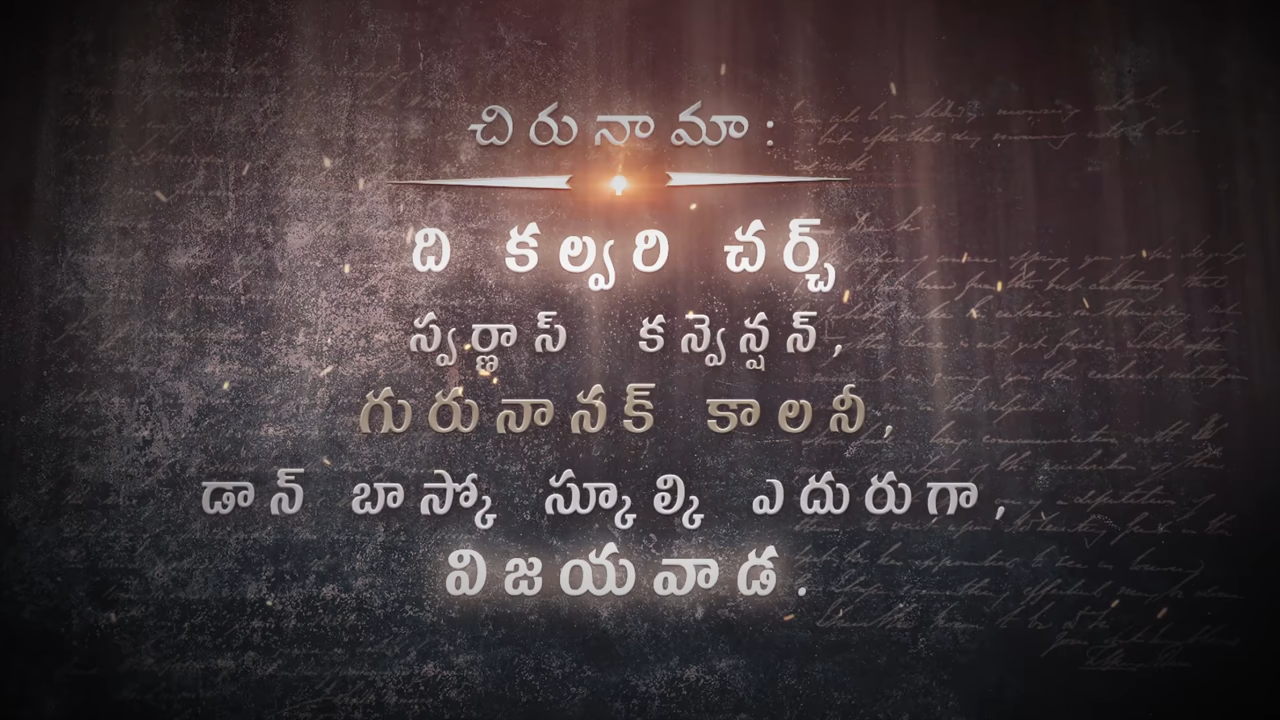 చిరునామా :
ది కల్వరి చర్చ్
స్వర్ణాస్ కన్వెన్షన్,
గురునానక్ కాలనీ,
డాన్ బాస్కో స్కూల్కి ఎదురుగా,
విజయవాడ.